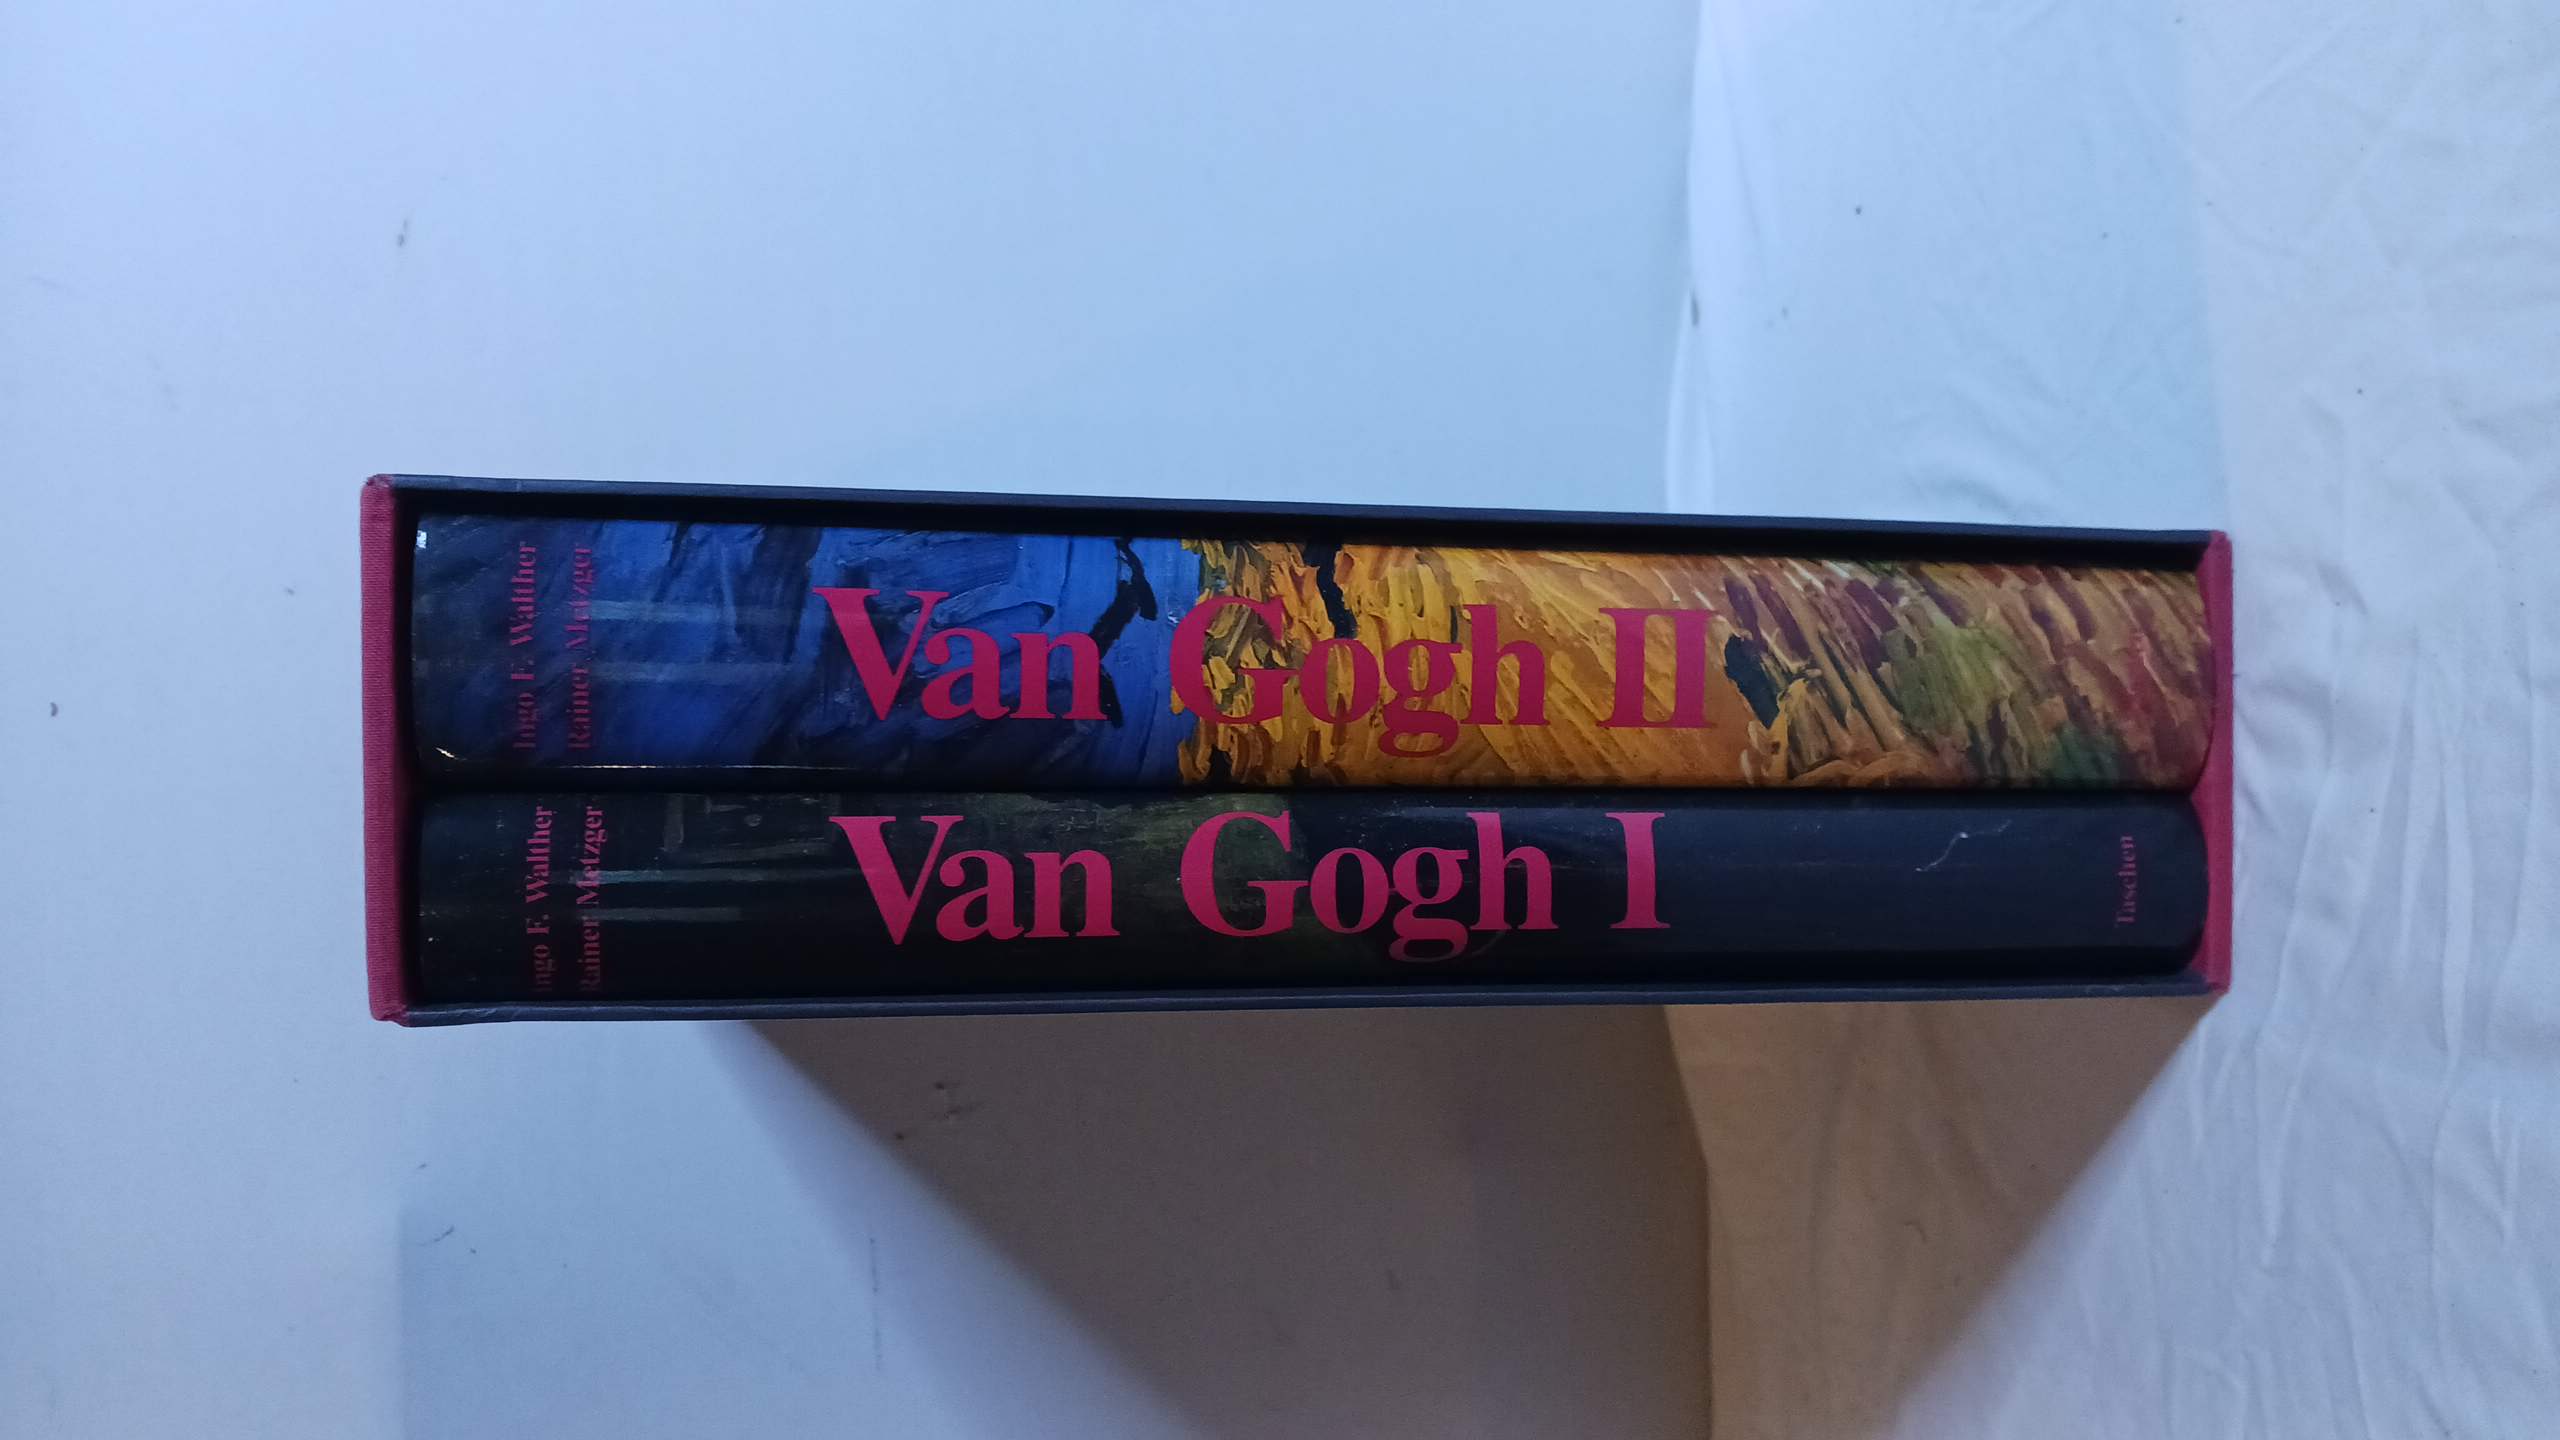 Ingo F. Walther
Rainer Metzger
Van Gogh II
Ingo F. Walther
Rainer Metzger
Van Gogh I
Taschen